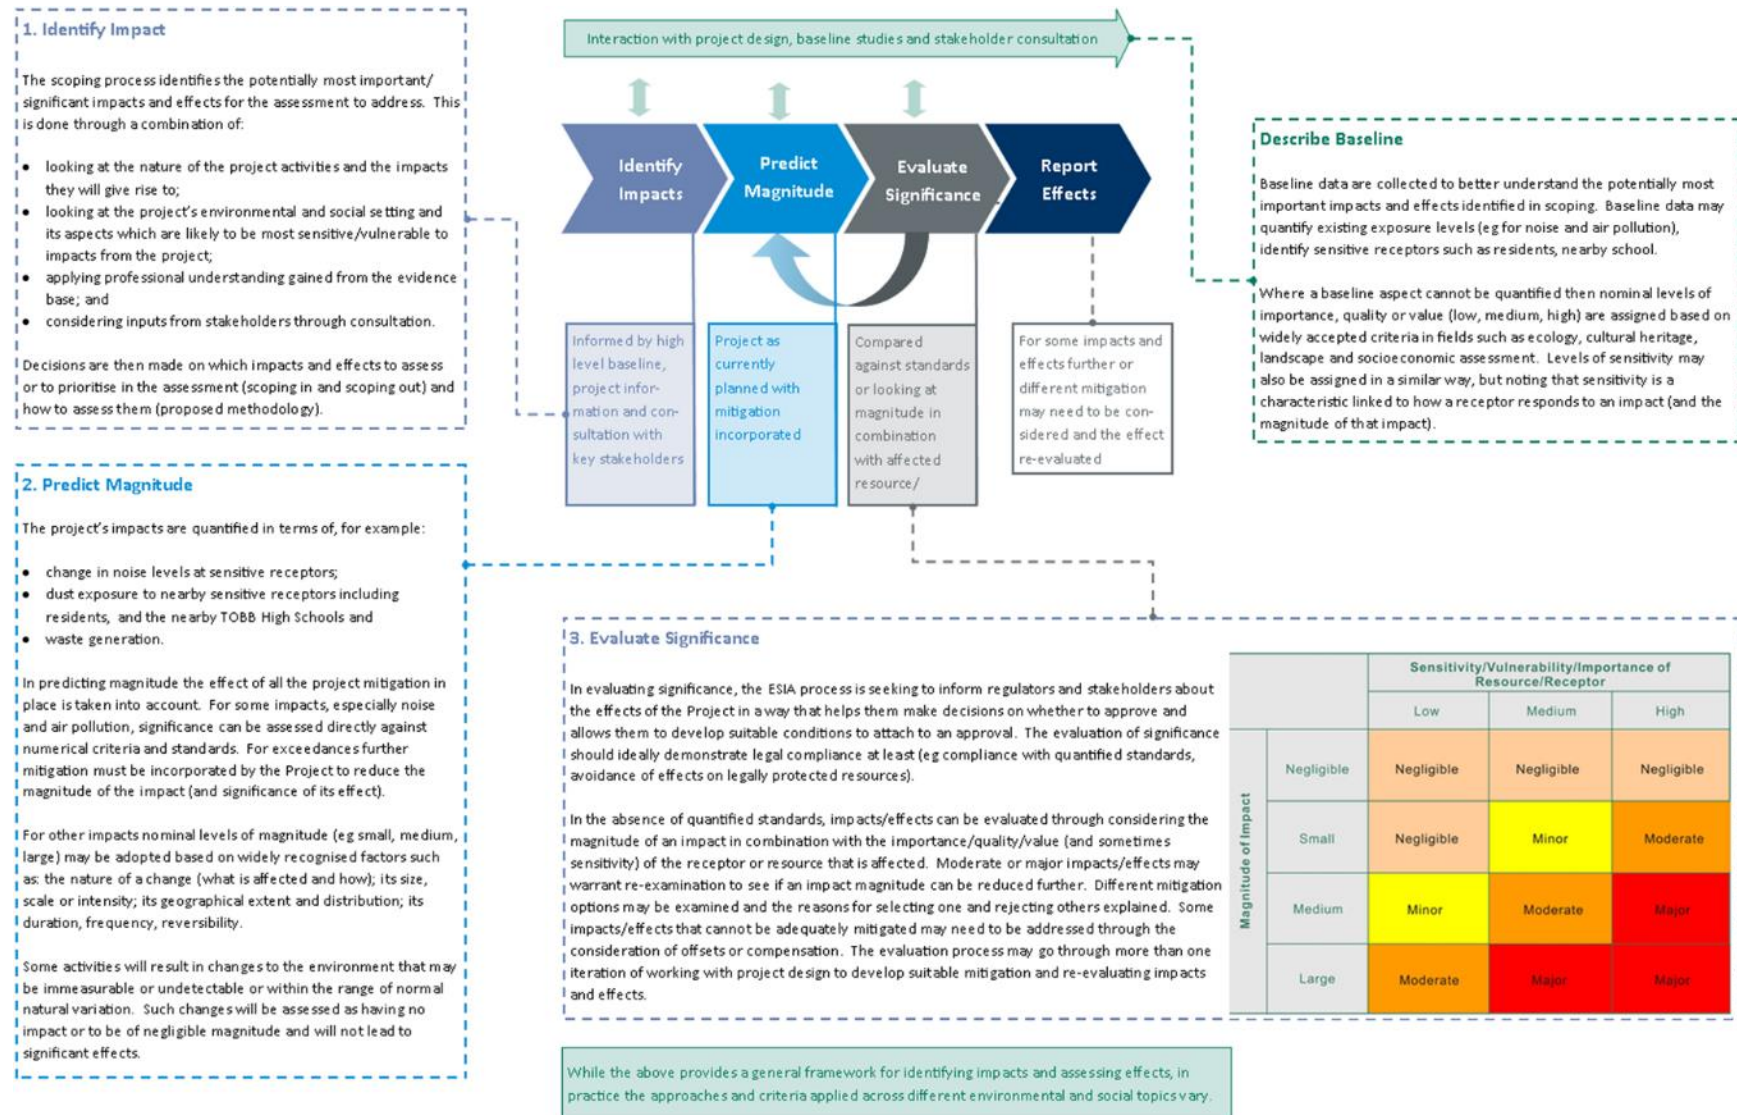 1. Identify Impact
The scoping process identifies the potentially most important/
significant impacts and effects for the assessment to address. This
is done through a combination of:
• looking at the nature of the project activities and the impacts
they will give rise to;
• looking at the project's environmental and social setting and
its aspects which are likely to be most sensitive/vulnerable to
impacts from the project;
• applying professional understanding gained from the evidence
base; and
• considering inputs from stakeholders through consultation.
Decisions are then made on which impacts and effects to assess
or to prioritise in the assessment (scoping in and scoping out) and
how to assess them (proposed methodology).
2. Predict Magnitude
The project's impacts are quantified in terms of, for example:
• change in noise levels at sensitive receptors;
• dust exposure to nearby sensitive receptors including
residents, and the nearby TOBB High Schools and
• waste generation.
In predicting magnitude the effect of all the project mitigation in
place is taken into account. For some impacts, especially noise
and air pollution, significance can be assessed directly against
numerical criteria and standards. For exceedances further
mitigation must be incorporated by the Project to reduce the
magnitude of the impact (and significance of its effect).
For other impacts nominal levels of magnitude (eg small, medium,
large) may be adopted based on widely recognised factors such
as: the nature of a change (what is affected and how); its size,
scale or intensity; its geographical extent and distribution; its
duration, frequency, reversibility.
Some activities will result in changes to the environment that may
be immeasurable or undetectable or within the range of normal
natural variation. Such changes will be assessed as having no
impact or to be of negligible magnitude and will not lead to
significant effects.
Interaction with project design, baseline studies and stakeholder consultation
Identify
Impacts
Predict
Magnitude
Evaluate
Significance
Report
Effects
Informed by high
level baseline,
project infor-
mation and con-
sultation with
key stakeholders
Project as
currently
planned with
mitigation
incorporated
Compared
against standards
or looking at
magnitude in
combination
with affected
resource/
For some impacts and
effects further or
different mitigation
may need to be con-
sidered and the effect
re-evaluated
Describe Baseline
Baseline data are collected to better understand the potentially most
important impacts and effects identified in scoping. Baseline data may
quantify existing exposure levels (eg for noise and air pollution),
identify sensitive receptors such as residents, nearby school.
Where a baseline aspect cannot be quantified then nominal levels of
importance, quality or value (low, medium, high) are assigned based on
widely accepted criteria in fields such as ecology, cultural heritage,
landscape and socioeconomic assessment. Levels of sensitivity may
also be assigned in a similar way, but noting that sensitivity is a
characteristic linked to how a receptor responds to an impact (and the
magnitude of that impact).
3. Evaluate Significance
In evaluating significance, the ESIA process is seeking to inform regulators and stakeholders about
the effects of the Project in a way that helps them make decisions on whether to approve and
allows them to develop suitable conditions to attach to an approval. The evaluation of significance
should ideally demonstrate legal compliance at least (eg compliance with quantified standards,
avoidance of effects on legally protected resources).
In the absence of quantified standards, impacts/effects can be evaluated through considering the
magnitude of an impact in combination with the importance/quality/value (and sometimes
sensitivity) of the receptor or resource that is affected. Moderate or major impacts/effects may
warrant re-examination to see if an impact magnitude can be reduced further. Different mitigation
options may be examined and the reasons for selecting one and rejecting others explained. Some
impacts/effects that cannot be adequately mitigated may need to be addressed through the
consideration of offsets or compensation. The evaluation process may go through more than one
iteration of working with project design to develop suitable mitigation and re-evaluating impacts
and effects.
Sensitivity/Vulnerability/Importance of
Resource/Receptor
Low Medium High
Magnitude of Impact
Negligible Negligible Negligible Negligible
Small Negligible Minor Moderate
Medium Minor Moderate Major
Large Moderate Major Major
While the above provides a general framework for identifying impacts and assessing effects, in
practice the approaches and criteria applied across different environmental and social topics vary.